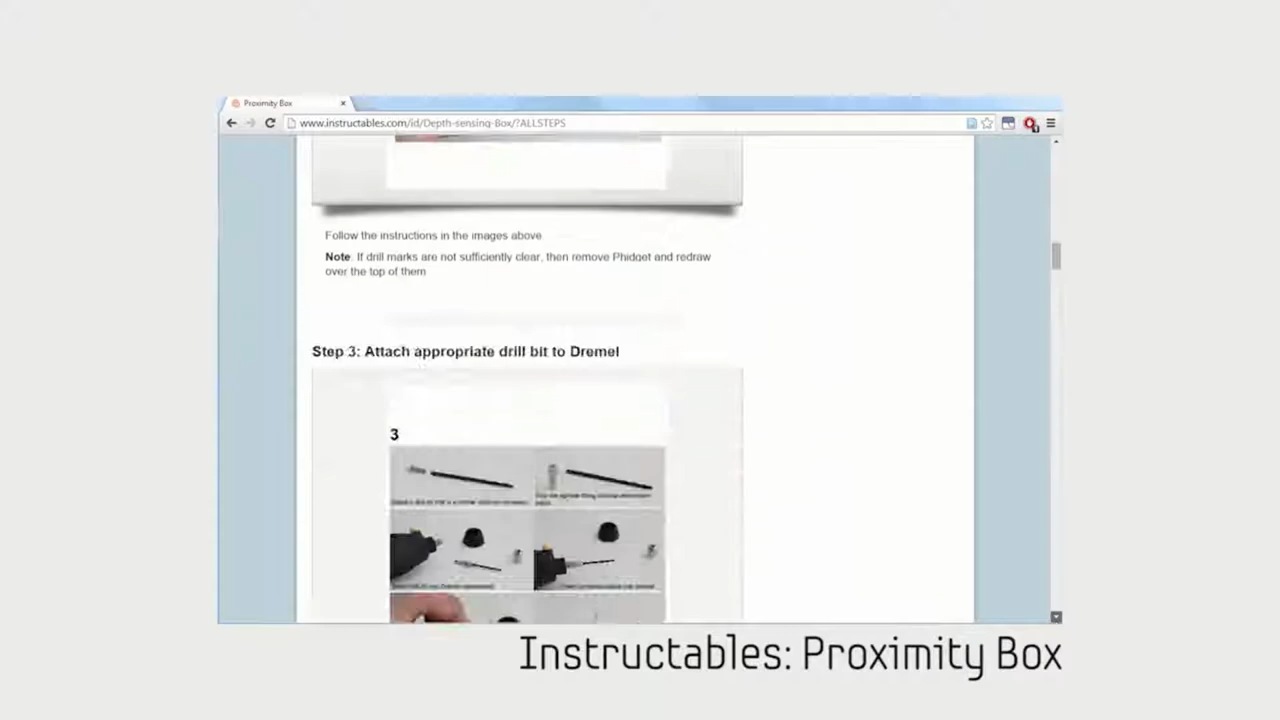 Proximity Box
www.instructables.com/id/Depth-sensing-Box/?ALLSTEPS
Follow the instructions in the images above
Note. If drill marks are not sufficiently clear, then remove Phidget and redraw
over the top of them
Step 3: Attach appropriate drill bit to Dremel
3
Instructables: Proximity Box